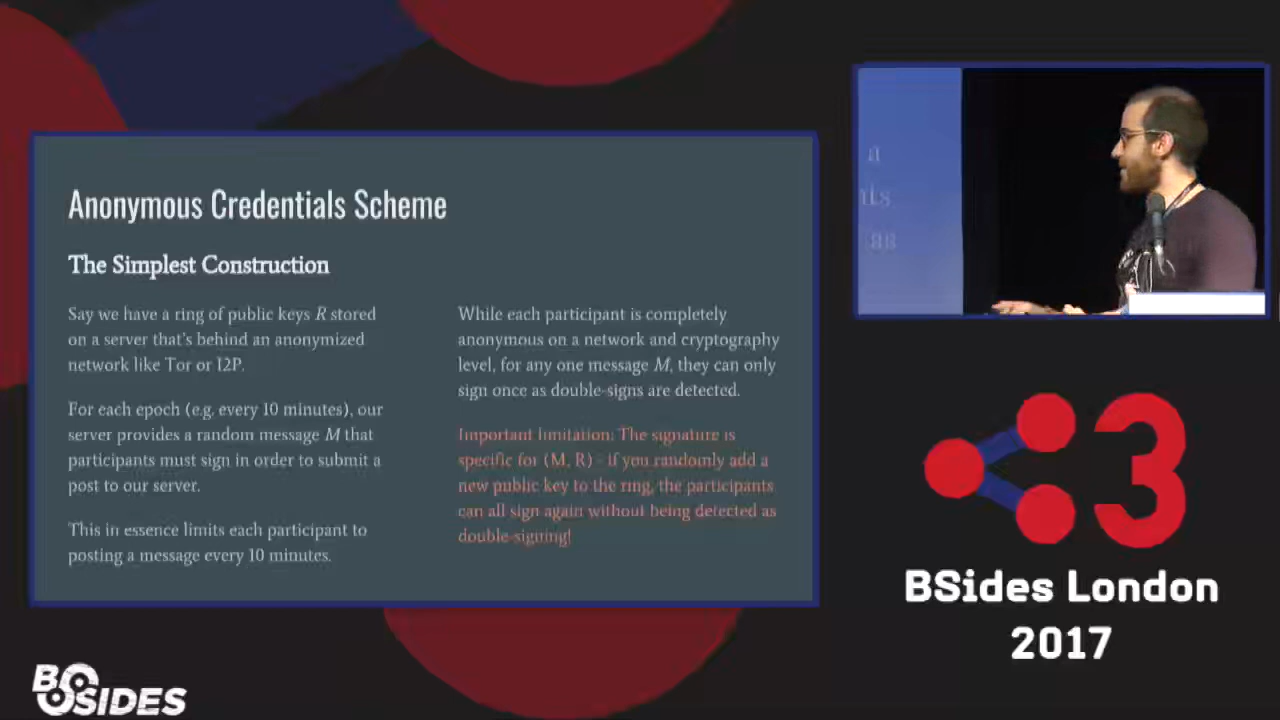 Anonymous Credentials Scheme
The Simplest Construction
Say we have a ring of public keys R stored
on a server that's behind an anonymized
network like Tor or I2P.
For each epoch (e.g. every 10 minutes), our
server provides a random message M that
participants must sign in order to submit a
post to our server.
This in essence limits each participant to
posting a message every 10 minutes.
While each participant is completely
anonymous on a network and cryptography
level, for any one message M, they can only
sign once as double-signs are detected.
Important limitation: The signature is
specific for (M, R) - if you randomly add a
new public key to the ring, the participants
can all sign again without being detected as
double-signing!
a
nts
as
3
BSides London
2017
BSIDES